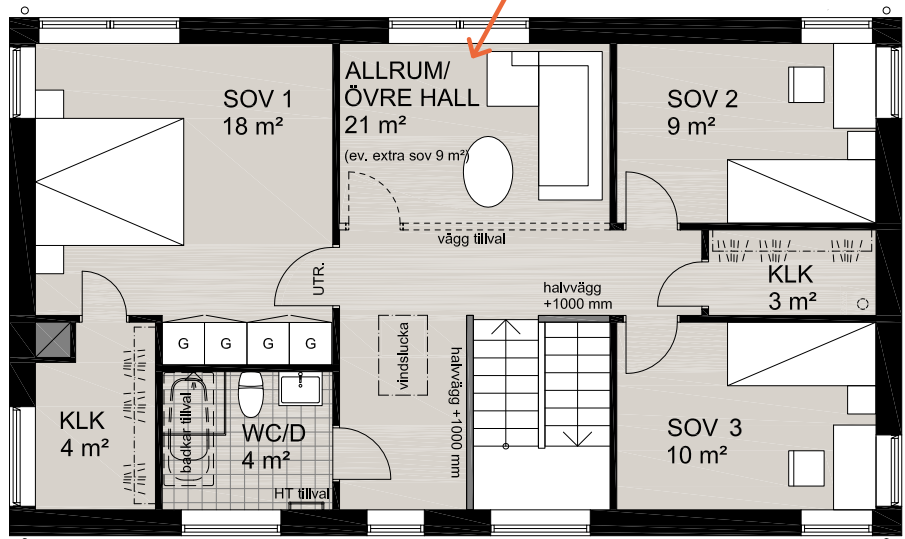 SOV 1
18 m²
ALLRUM/
ÖVRE HALL
21 m²
(ev. extra sov 9 m²)
SOV 2
9 m²
vägg tillval
UTR.
halvvägg
+1000 mm
KLK
3 m²
G G G G
vindslucka
halvvägg +1000 mm
KLK
4 m²
badkar tillval
WC/D
4 m²
HT tillval
SOV 3
10 m²